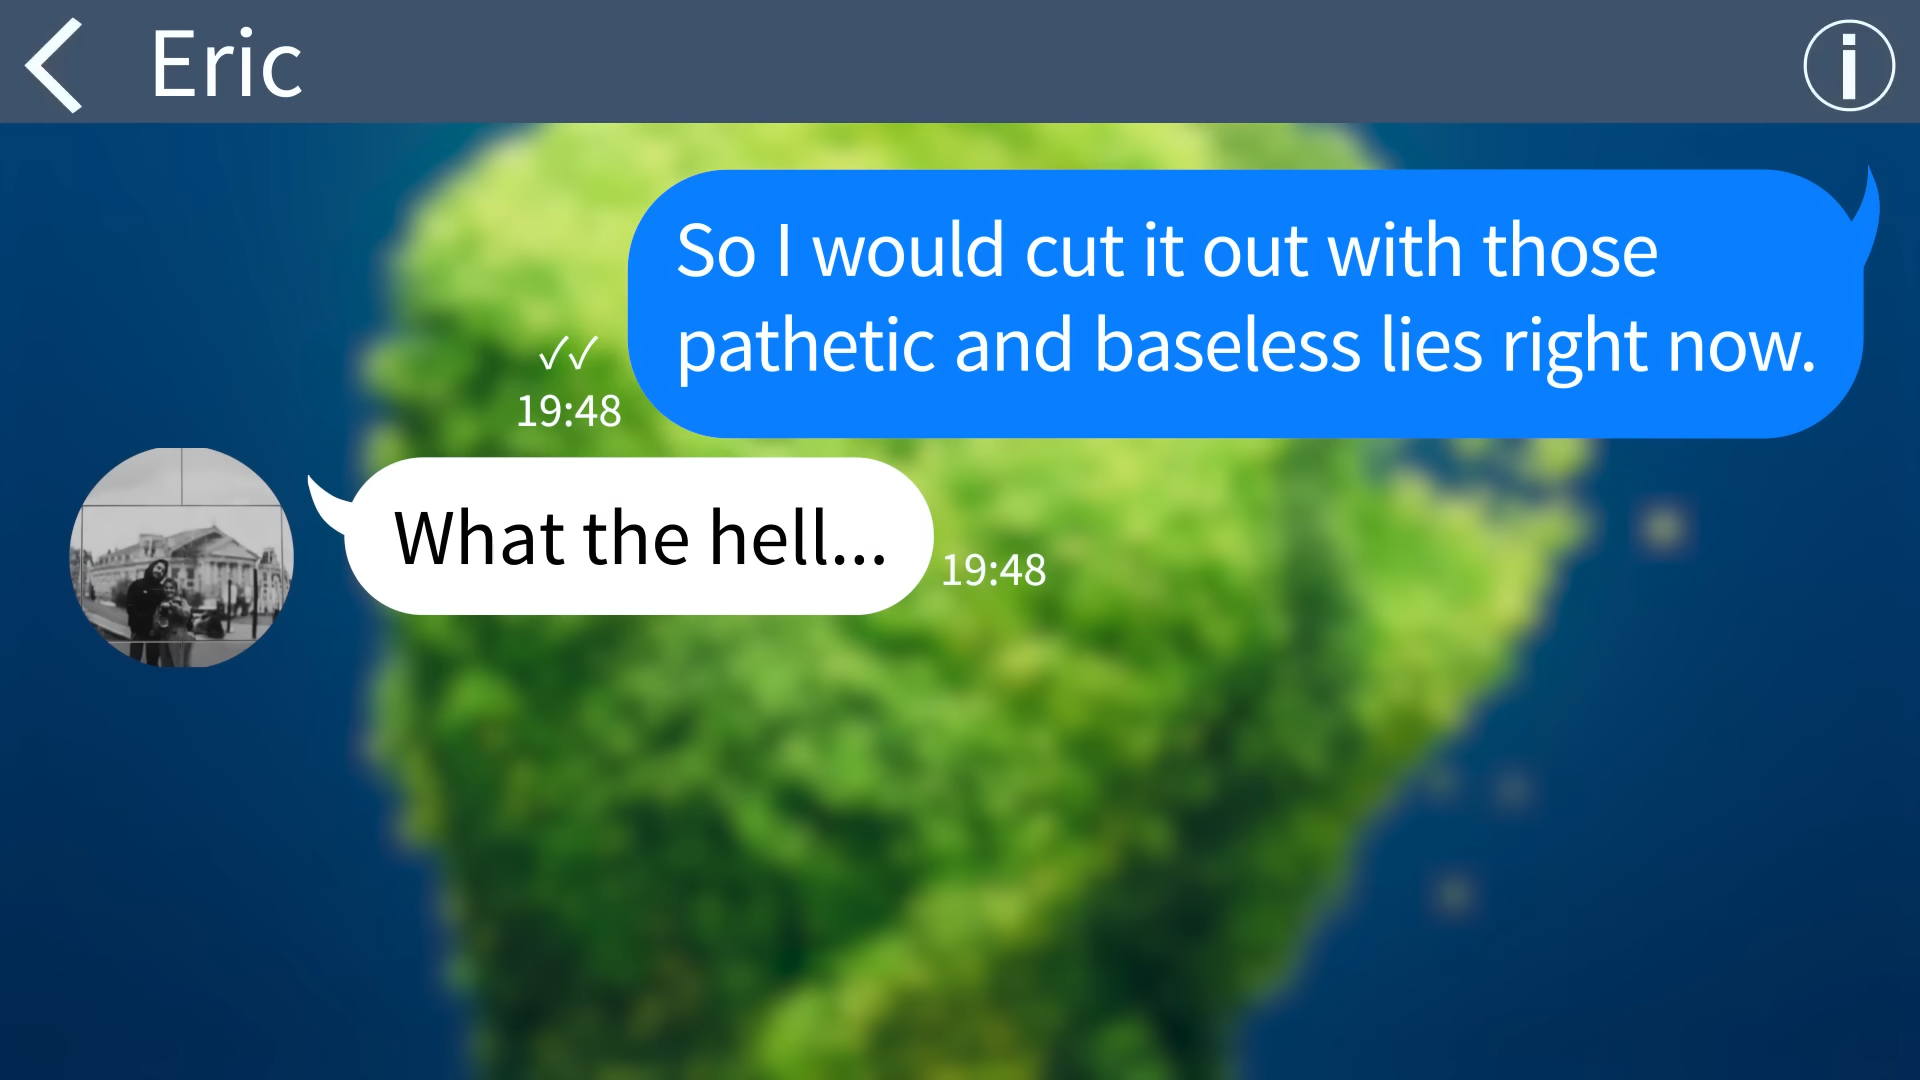 Eric
So I would cut it out with those
pathetic and baseless lies right now.
✓✓
19:48
What the hell...
19:48